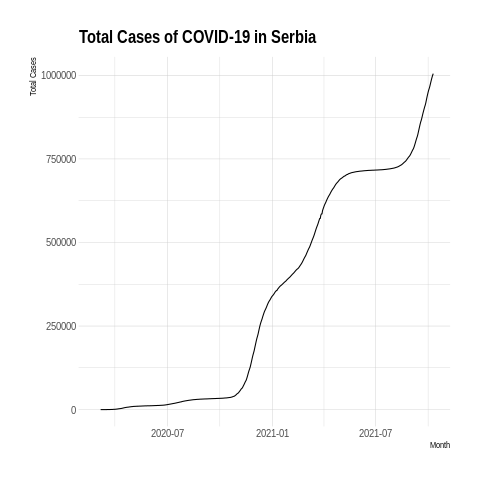 Total Cases of COVID-19 in Serbia
Total Cases
1000000
750000
500000
250000
0
2020-07
2021-01
2021-07
Month